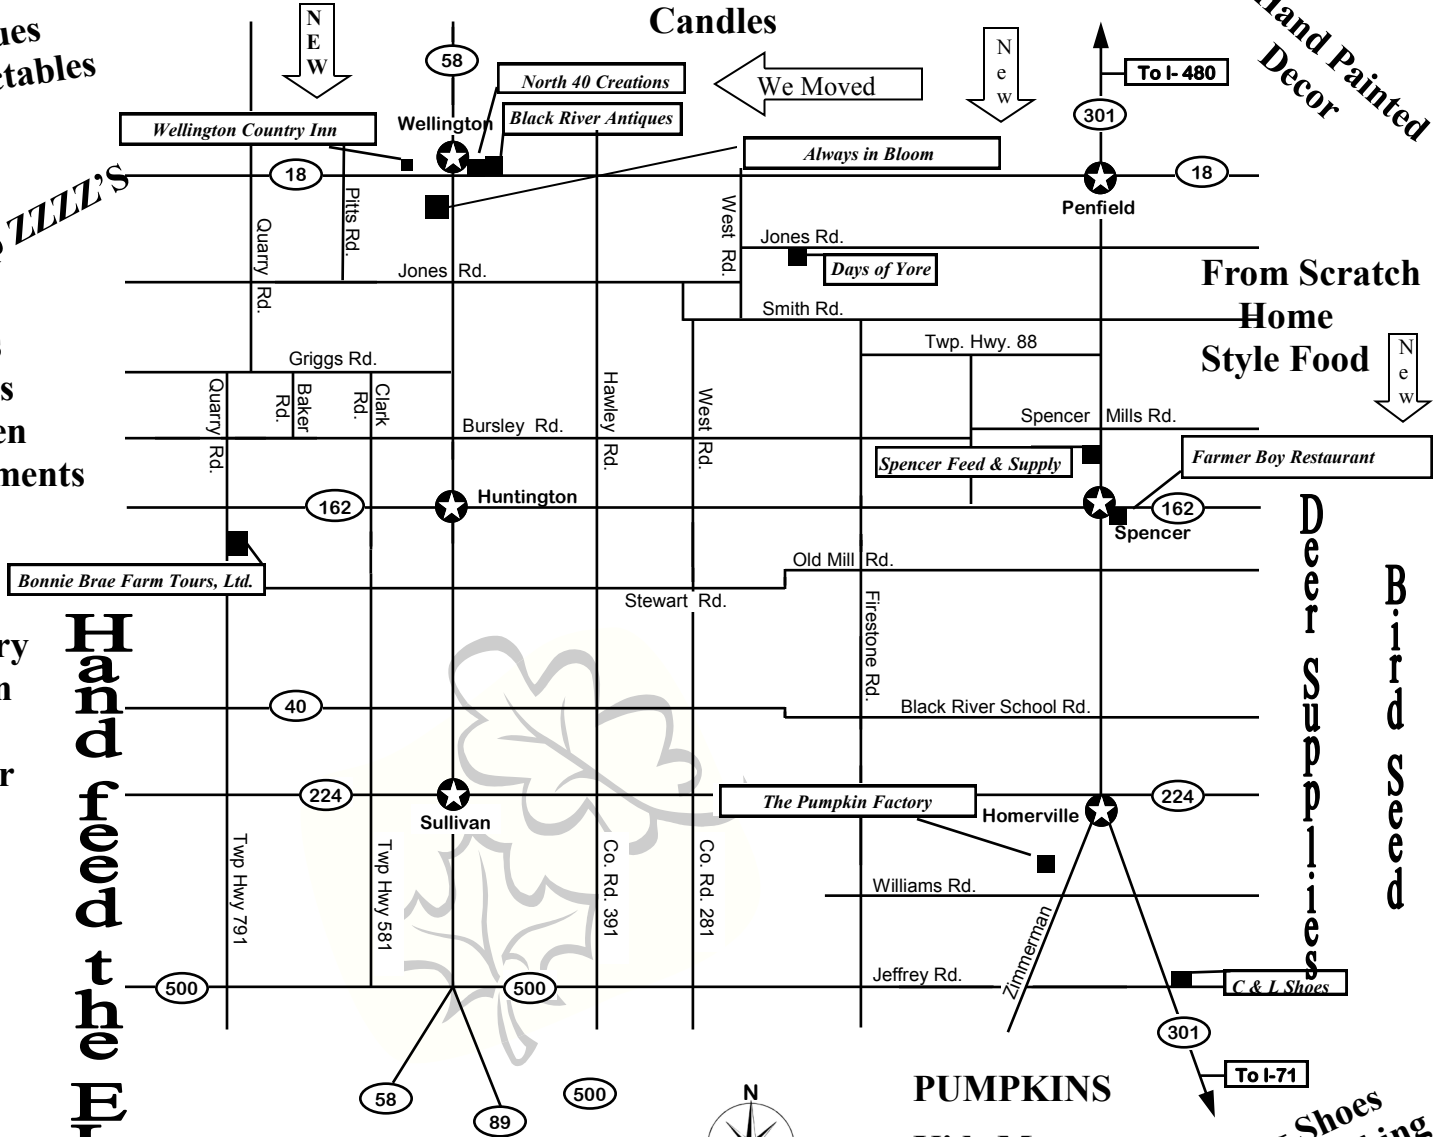 Candles
NEW
58
North 40 Creations
We Moved
New
To I- 480
Hand Painted
Decor
Wellington Country Inn
Wellington
Black River Antiques
301
Always in Bloom
18
18
Penfield
ZZZZ'S
Quarry Rd.
Pitts Rd.
West Rd.
Jones Rd.
Days of Yore
Jones Rd.
From Scratch
Home
Style Food
Smith Rd.
New
Twp. Hwy. 88
Griggs Rd.
Quarry Rd.
Baker Rd.
Clark Rd.
Hawley Rd.
West Rd.
Bursley Rd.
Spencer Mills Rd.
Spencer Feed & Supply
Farmer Boy Restaurant
162
Huntington
162
Spencer
Deer Supplies
Bird Seed
Old Mill Rd.
Bonnie Brae Farm Tours, Ltd.
Stewart Rd.
Firestone Rd.
Hand feed the
40
Black River School Rd.
224
Sullivan
The Pumpkin Factory
Homerville
224
Twp Hwy 791
Twp Hwy 581
Co. Rd. 391
Co. Rd. 281
Williams Rd.
Zimmerman
Jeffrey Rd.
C & L Shoes
500
500
301
To I-71
58
89
500
N
PUMPKINS
Shoes